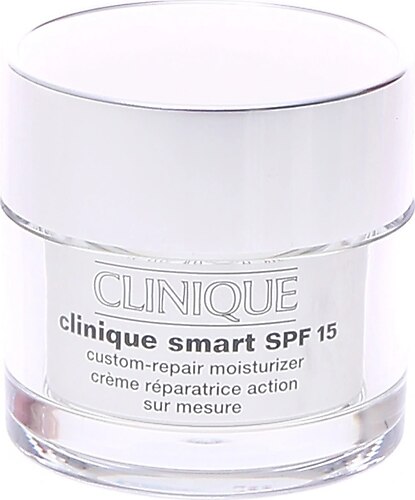 CLINIQUE
clinique smart SPF 15
custom-repair moisturizer
crème réparatrice action
sur mesure